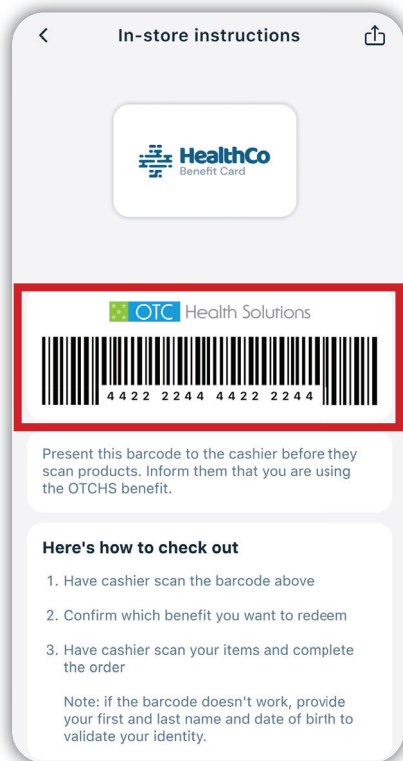 In-store instructions
HealthCo
Benefit Card
OTC Health Solutions
4422 2244 4422 2244
Present this barcode to the cashier before they
scan products. Inform them that you are using
the OTCHS benefit.
Here's how to check out
1. Have cashier scan the barcode above
2. Confirm which benefit you want to redeem
3. Have cashier scan your items and complete
the order
Note: if the barcode doesn't work, provide
your first and last name and date of birth to
validate your identity.